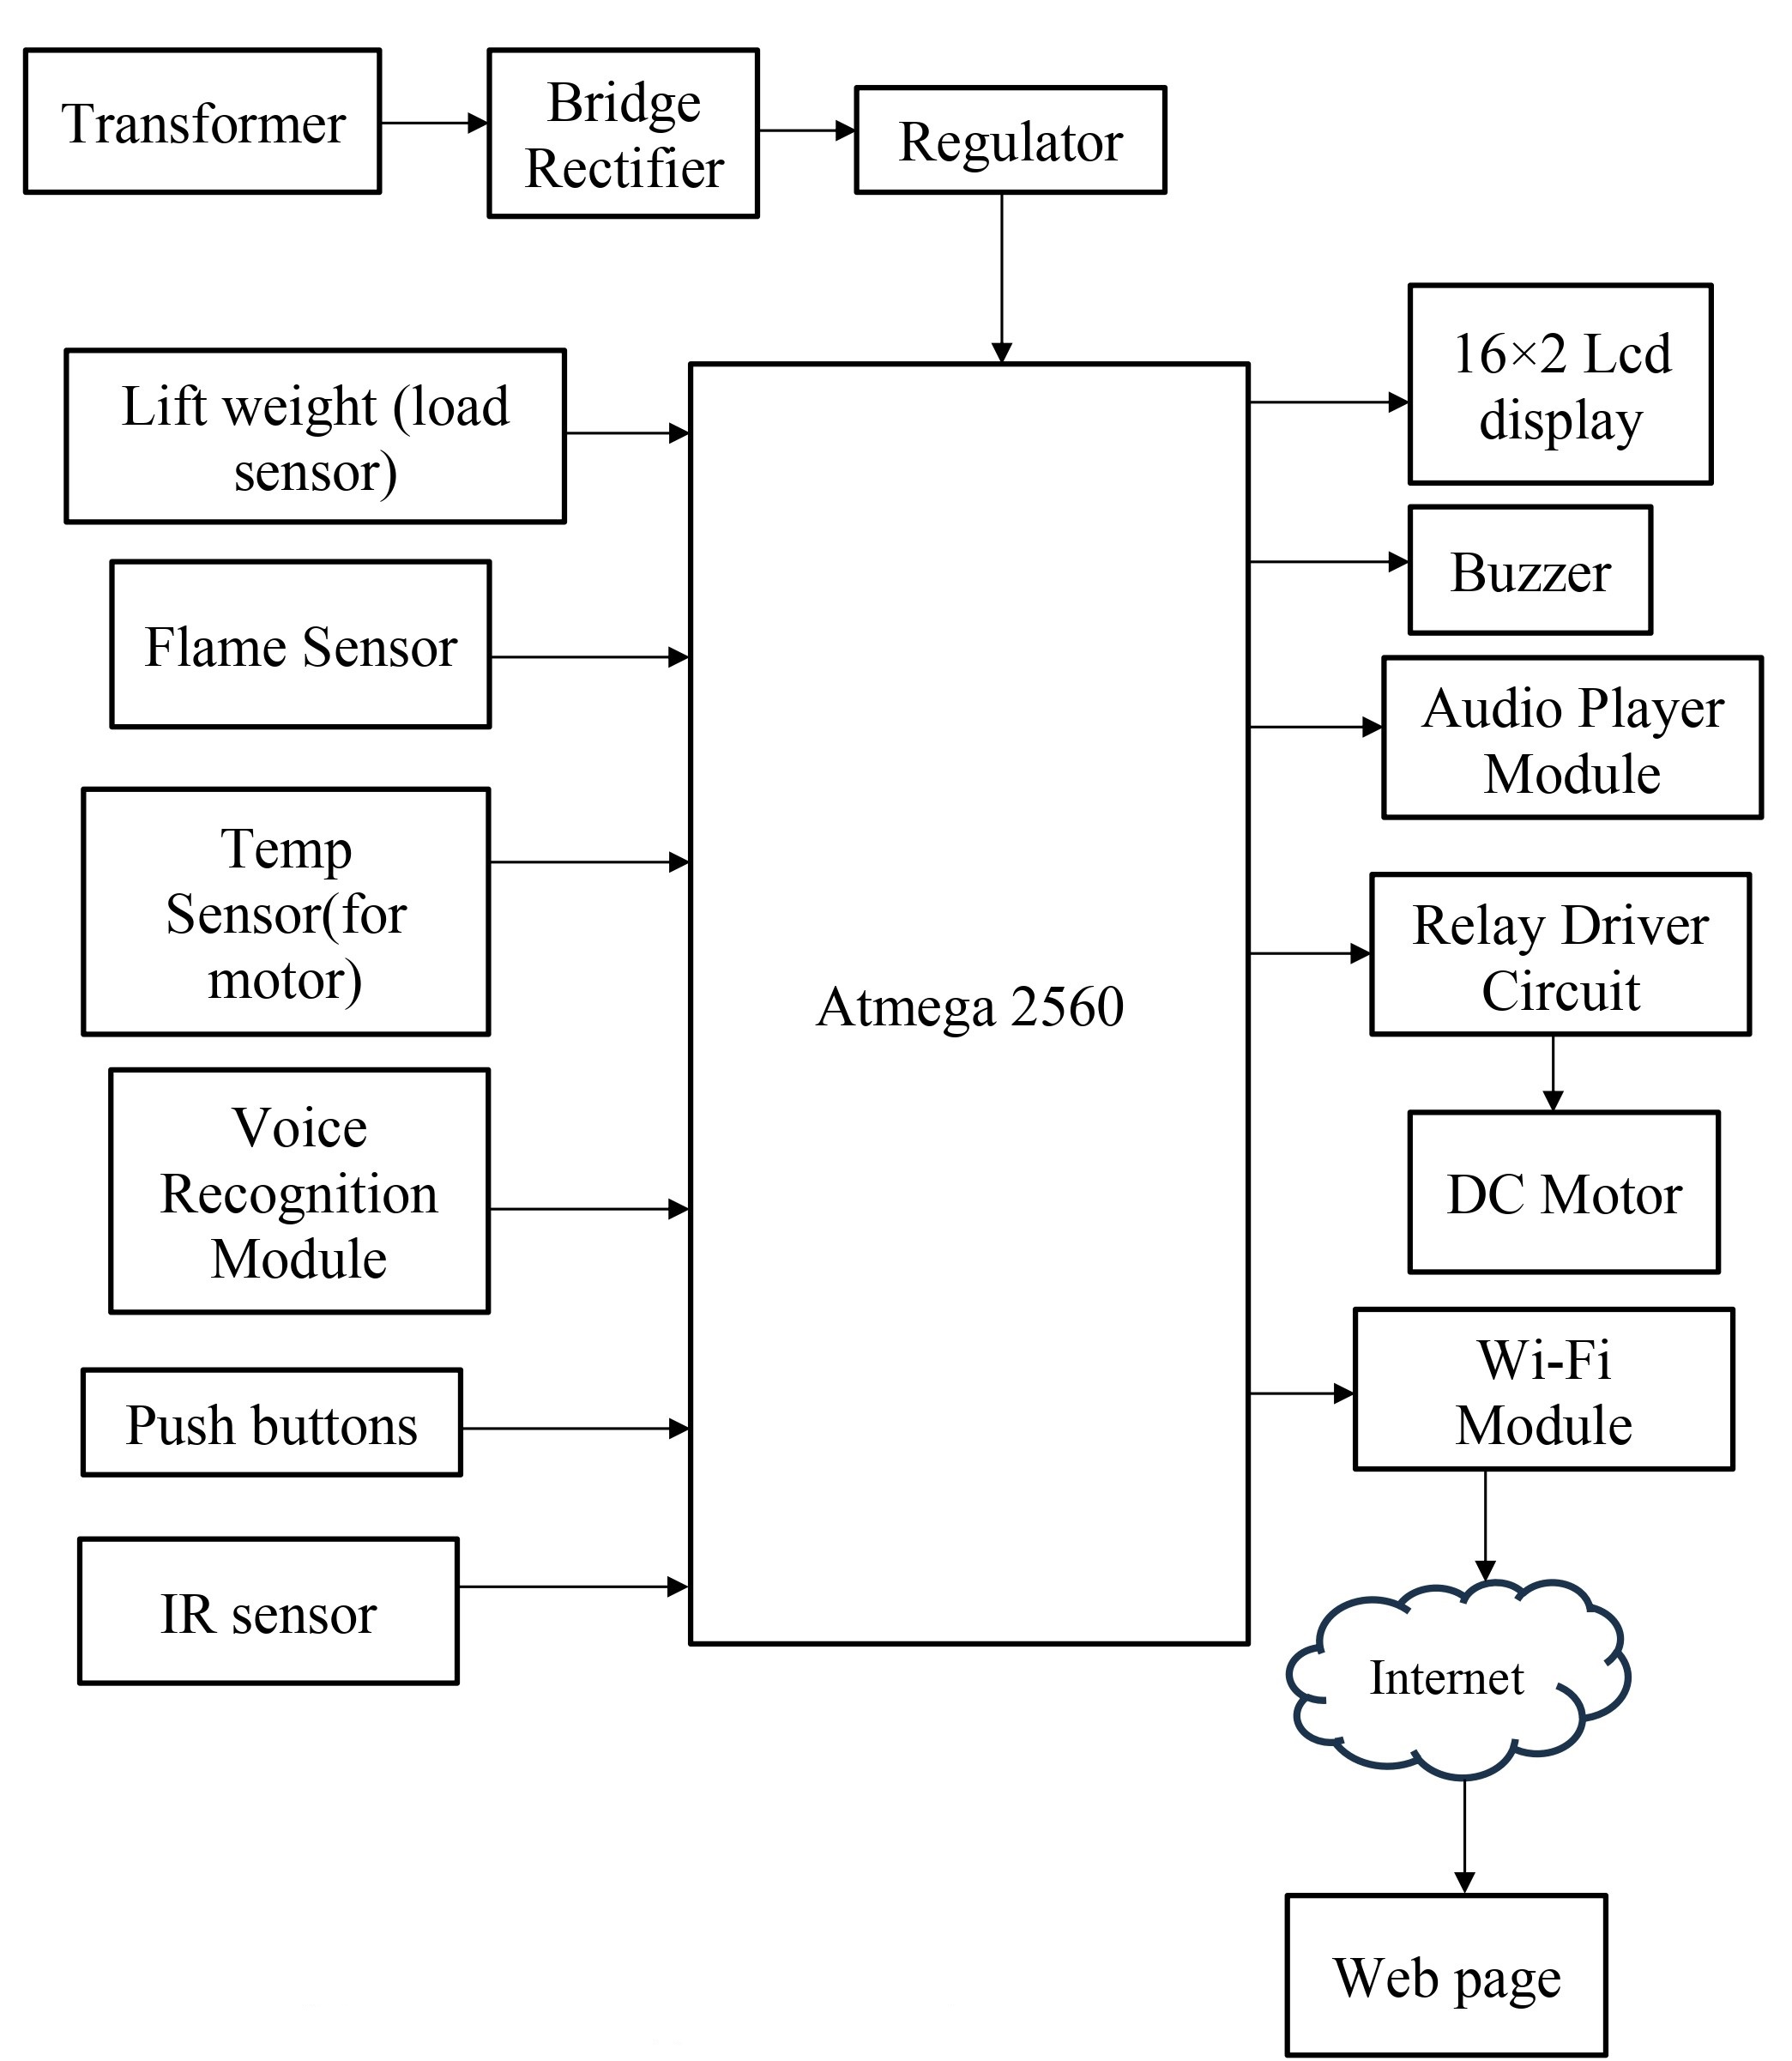 Transformer
Bridge
Rectifier
Regulator
Lift weight (load
sensor)
Flame Sensor
Temp
Sensor(for
motor)
Voice
Recognition
Module
Push buttons
IR sensor
Atmega 2560
16×2 Lcd
display
Buzzer
Audio Player
Module
Relay Driver
Circuit
DC Motor
Wi-Fi
Module
Internet
Web page